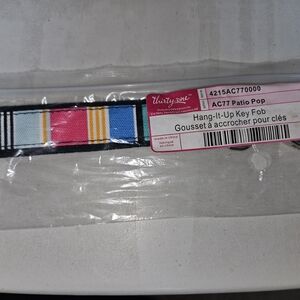 thirty-one
4215AC770000
AC77 Patio Pop
Hang-It-Up Key Fob
Gousset à accrocher pour clés